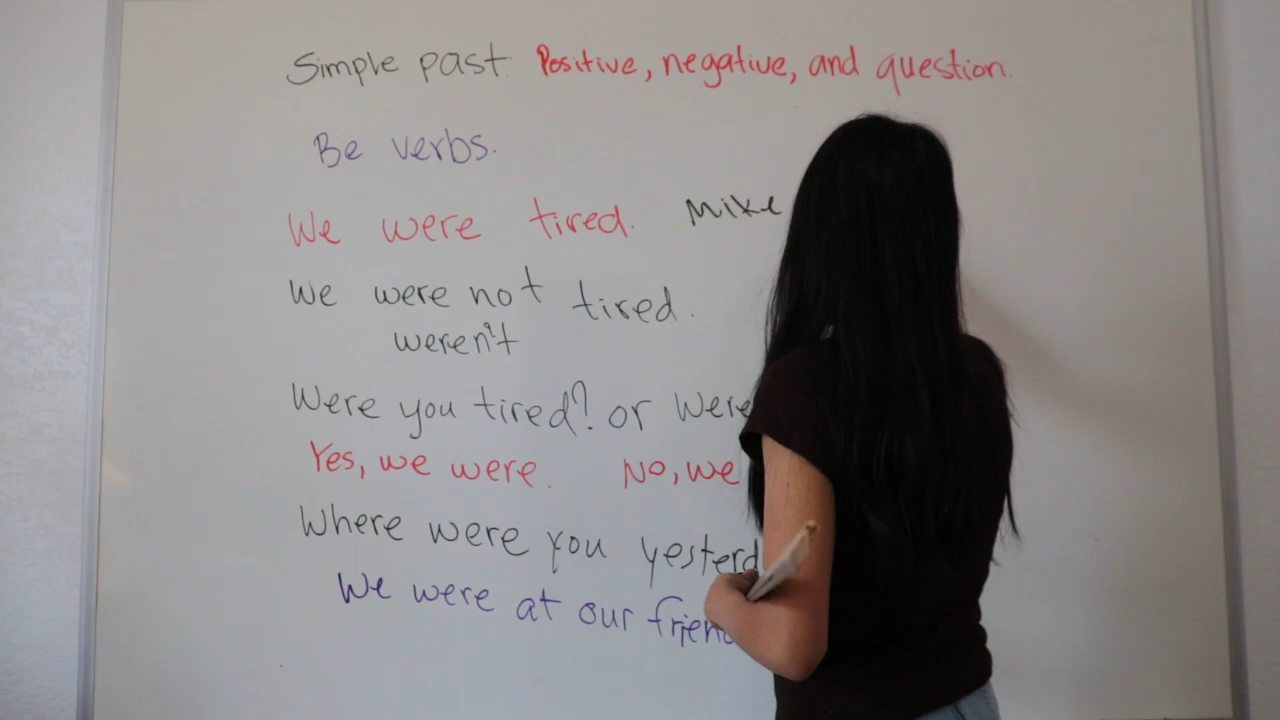 Simple past: Positive, negative, and question.
Be verbs.
We were tired. Mike
We were not tired.
weren't
Were you tired? or Were
Yes, we were. No, we
Where were you yesterd
We were at our friend